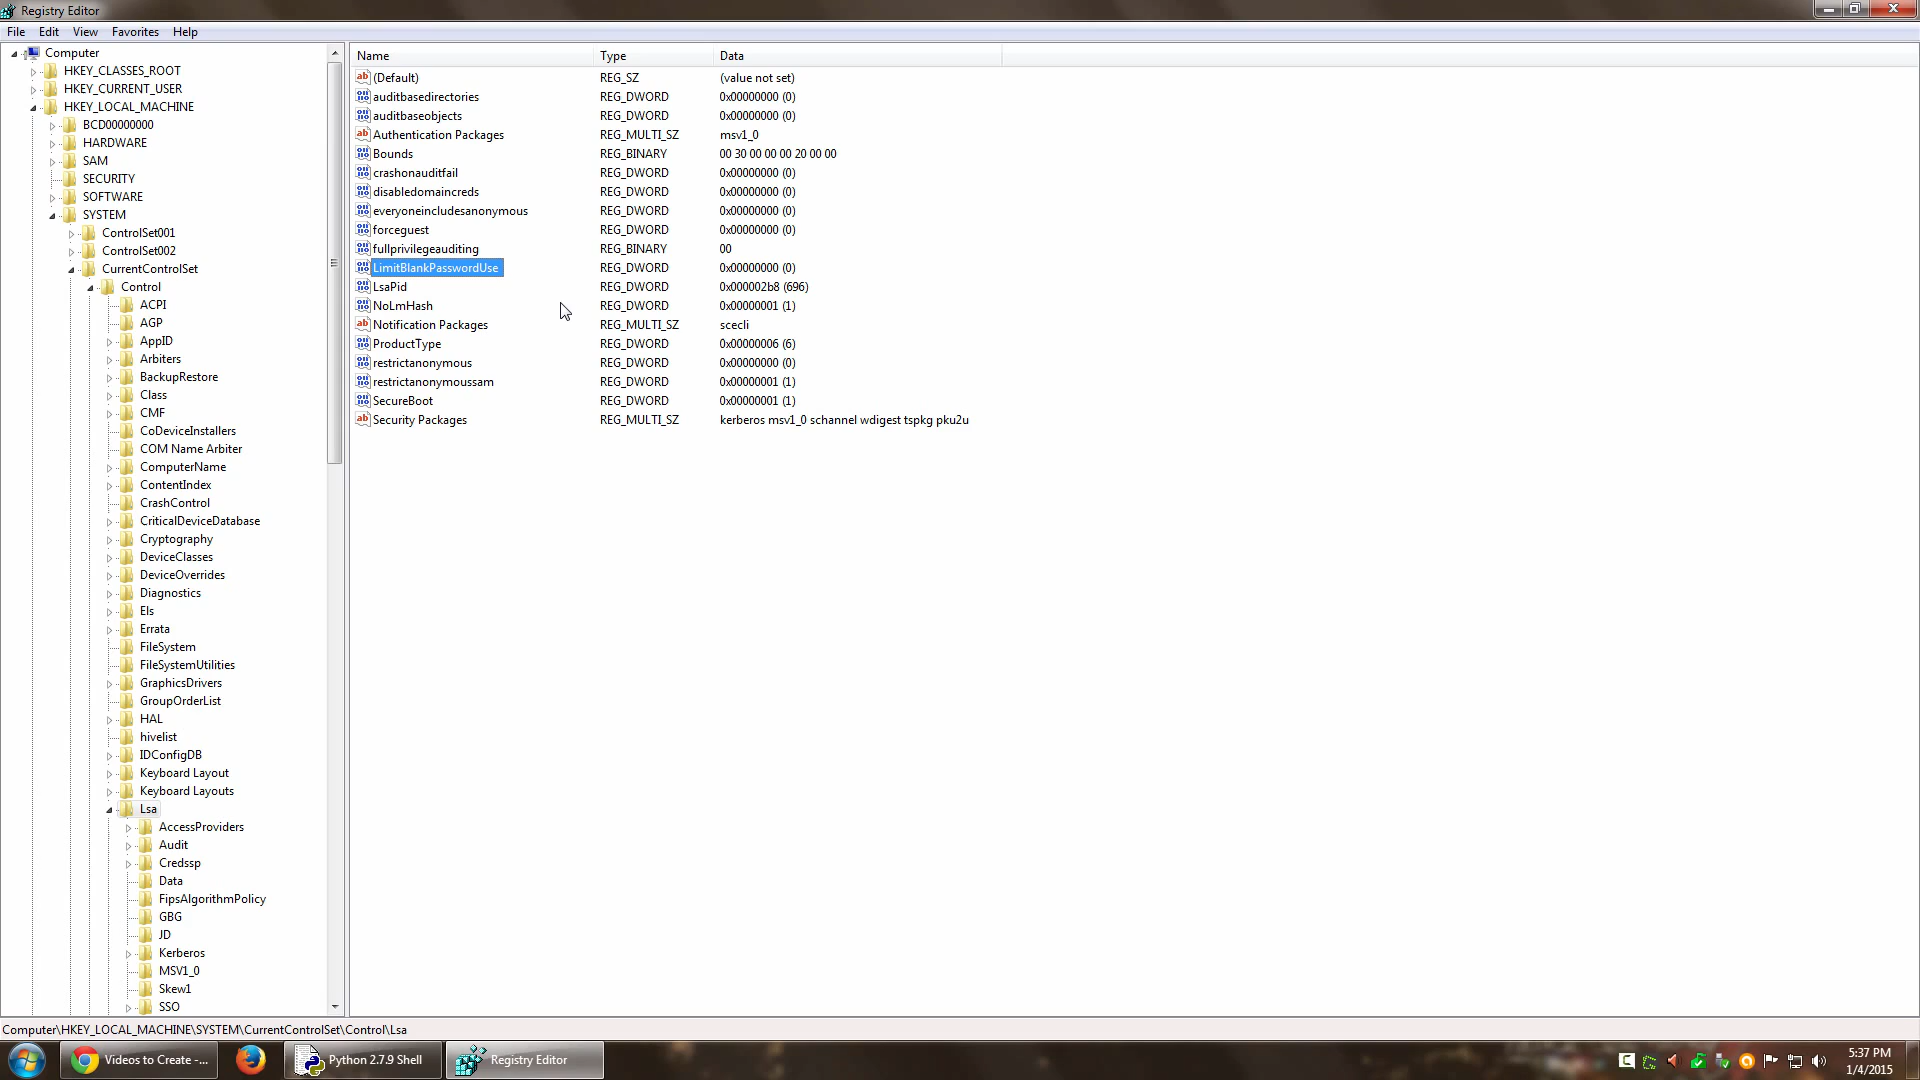 Registry Editor
File Edit View Favorites Help
Computer
HKEY_CLASSES_ROOT
HKEY_CURRENT_USER
HKEY_LOCAL_MACHINE
BCD00000000
HARDWARE
SAM
SECURITY
SOFTWARE
SYSTEM
ControlSet001
ControlSet002
CurrentControlSet
Control
ACPI
AGP
AppID
Arbiters
BackupRestore
Class
CMF
CoDeviceInstallers
COM Name Arbiter
ComputerName
ContentIndex
CrashControl
CriticalDeviceDatabase
Cryptography
DeviceClasses
DeviceOverrides
Diagnostics
Els
Errata
FileSystem
FileSystemUtilities
GraphicsDrivers
GroupOrderList
HAL
hivelist
IDConfigDB
Keyboard Layout
Keyboard Layouts
Lsa
AccessProviders
Audit
Credssp
Data
FipsAlgorithmPolicy
GBG
JD
Kerberos
MSV1_0
Skew1
SSO
Name Type Data
(Default) REG_SZ (value not set)
auditbasedirectories REG_DWORD 0x00000000 (0)
auditbaseobjects REG_DWORD 0x00000000 (0)
Authentication Packages REG_MULTI_SZ msv1_0
Bounds REG_BINARY 00 30 00 00 00 20 00 00
crashonauditfail REG_DWORD 0x00000000 (0)
disabledomaincreds REG_DWORD 0x00000000 (0)
everyoneincludesanonymous REG_DWORD 0x00000000 (0)
forceguest REG_DWORD 0x00000000 (0)
fullprivilegeauditing REG_BINARY 00
LimitBlankPasswordUse REG_DWORD 0x00000000 (0)
LsaPid REG_DWORD 0x000002b8 (696)
NoLmHash REG_DWORD 0x00000001 (1)
Notification Packages REG_MULTI_SZ scecli
ProductType REG_DWORD 0x00000006 (6)
restrictanonymous REG_DWORD 0x00000000 (0)
restrictanonymoussam REG_DWORD 0x00000001 (1)
SecureBoot REG_DWORD 0x00000001 (1)
Security Packages REG_MULTI_SZ kerberos msv1_0 schannel wdigest tspkg pku2u
Computer\HKEY_LOCAL_MACHINE\SYSTEM\CurrentControlSet\Control\Lsa
Videos to Create -... Python 2.7.9 Shell Registry Editor
5:37 PM
1/4/2015